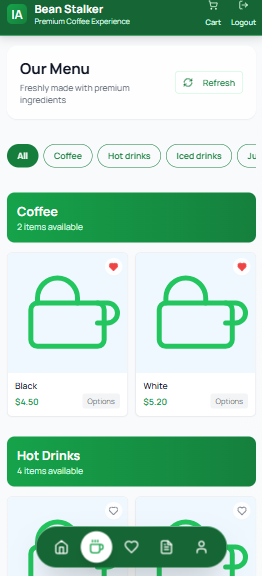 IA
Bean Stalker
Premium Coffee Experience
Cart
Logout
Our Menu
Freshly made with premium
ingredients
Refresh
All
Coffee
Hot drinks
Iced drinks
Ju
Coffee
2 items available
Black
$4.50
Options
White
$5.20
Options
Hot Drinks
4 items available